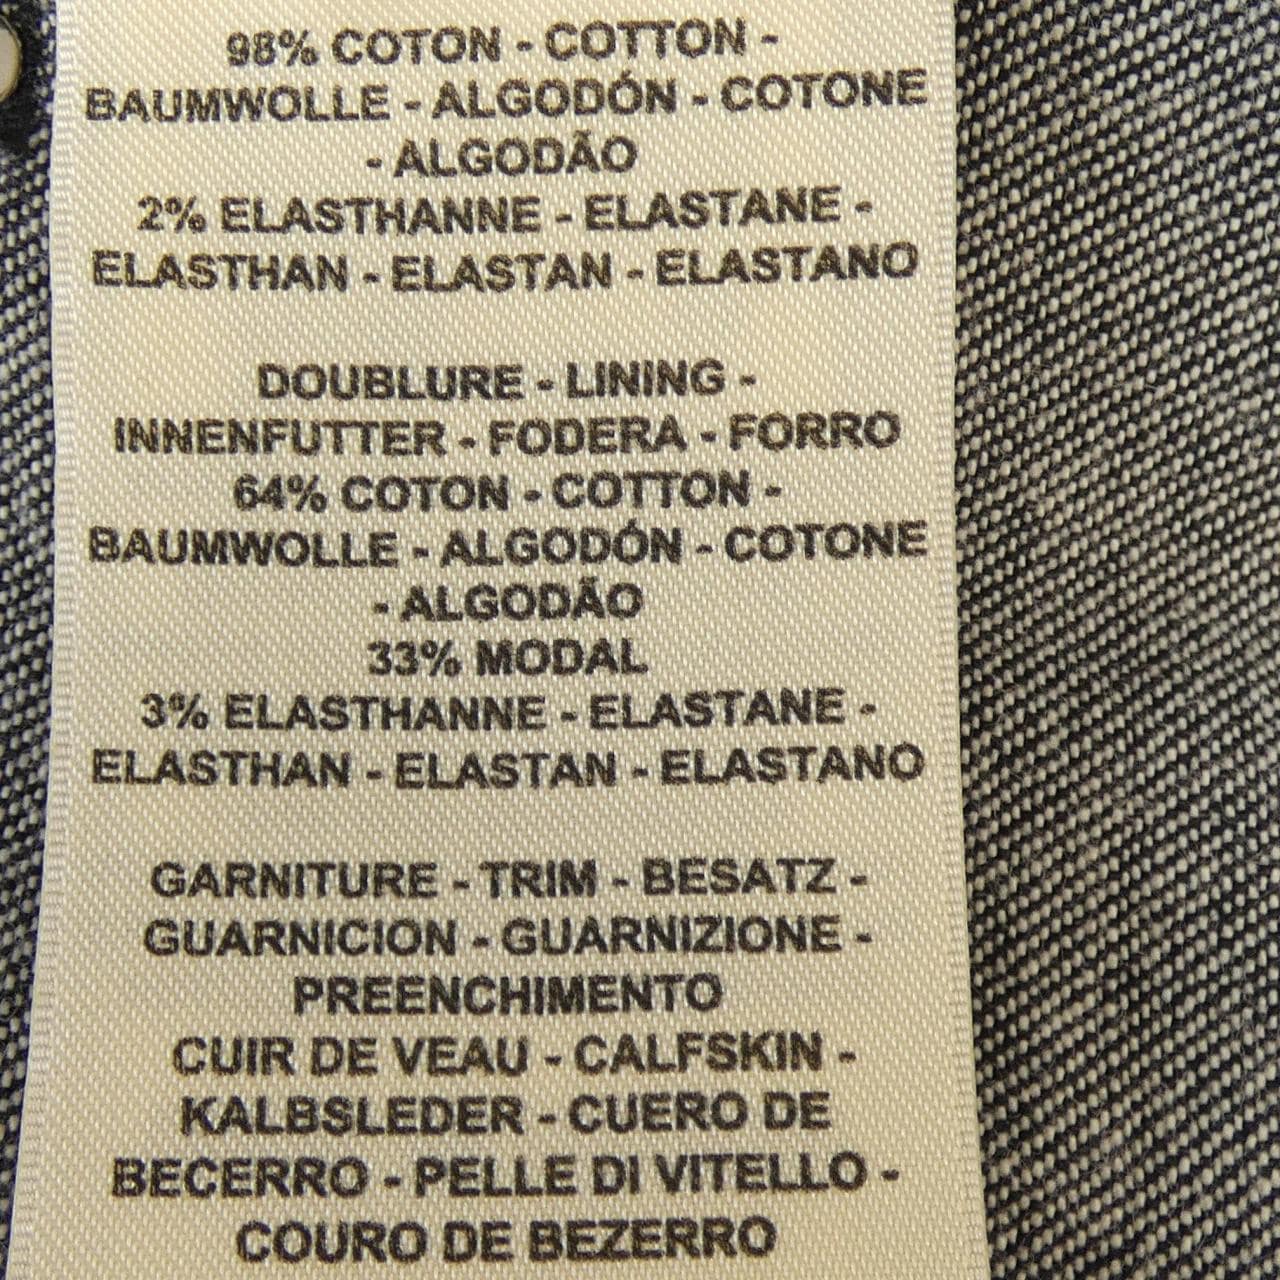 98% COTON - COTTON -
BAUMWOLLE - ALGODÓN - COTONE
- ALGODÃO
2% ELASTHANNE - ELASTANE -
ELASTHAN - ELASTAN - ELASTANO
DOUBLURE - LINING -
INNENFUTTER - FODERA - FORRO
64% COTON - COTTON -
BAUMWOLLE - ALGODÓN - COTONE
- ALGODÃO
33% MODAL
3% ELASTHANNE - ELASTANE -
ELASTHAN - ELASTAN - ELASTANO
GARNITURE - TRIM - BESATZ -
GUARNICION - GUARNIZIONE -
PREENCHIMENTO
CUIR DE VEAU - CALFSKIN -
KALBSLEDER - CUERO DE
BECERRO - PELLE DI VITELLO -
COURO DE BEZERRO